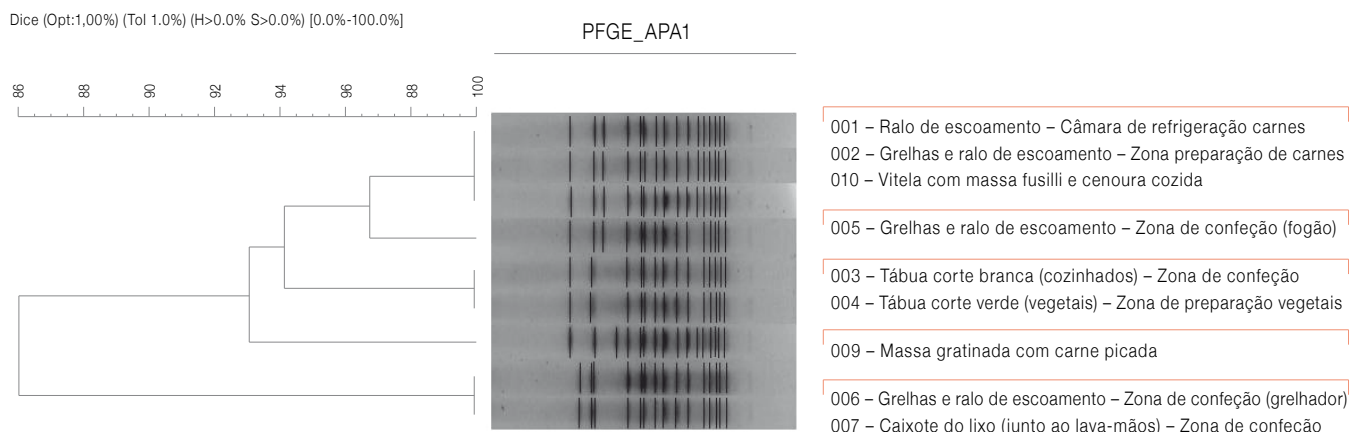 Dice (Opt:1,00%) (Tol 1.0%) (H>0.0% S>0.0%) [0.0%-100.0%]
PFGE_APA1
86 88 90 92 94 96 98 100
001 – Ralo de escoamento – Câmara de refrigeração carnes
002 – Grelhas e ralo de escoamento – Zona preparação de carnes
010 – Vitela com massa fusilli e cenoura cozida
005 – Grelhas e ralo de escoamento – Zona de confeção (fogão)
003 – Tábua corte branca (cozinhados) – Zona de confeção
004 – Tábua corte verde (vegetais) – Zona de preparação vegetais
009 – Massa gratinada com carne picada
006 – Grelhas e ralo de escoamento – Zona de confeção (grelhador)
007 – Caixote do lixo (junto ao lava-mãos) – Zona de confeção